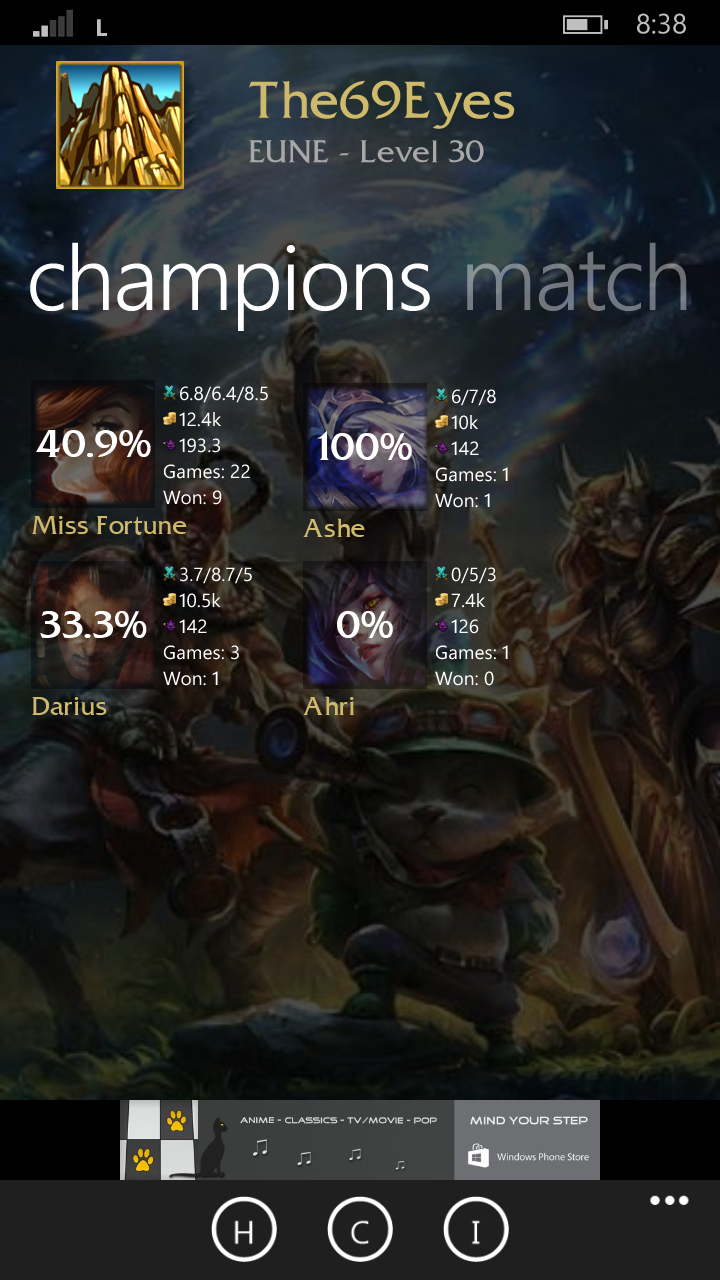 L
8:38
The69Eyes
EUNE - Level 30
champions match
40.9%
6.8/6.4/8.5
12.4k
193.3
Games: 22
Won: 9
Miss Fortune
100%
6/7/8
10k
142
Games: 1
Won: 1
Ashe
33.3%
3.7/8.7/5
10.5k
142
Games: 3
Won: 1
Darius
0%
0/5/3
7.4k
126
Games: 1
Won: 0
Ahri
ANIME - CLASSICS - TV/MOVIE - POP
MIND YOUR STEP
Windows Phone Store
H C I